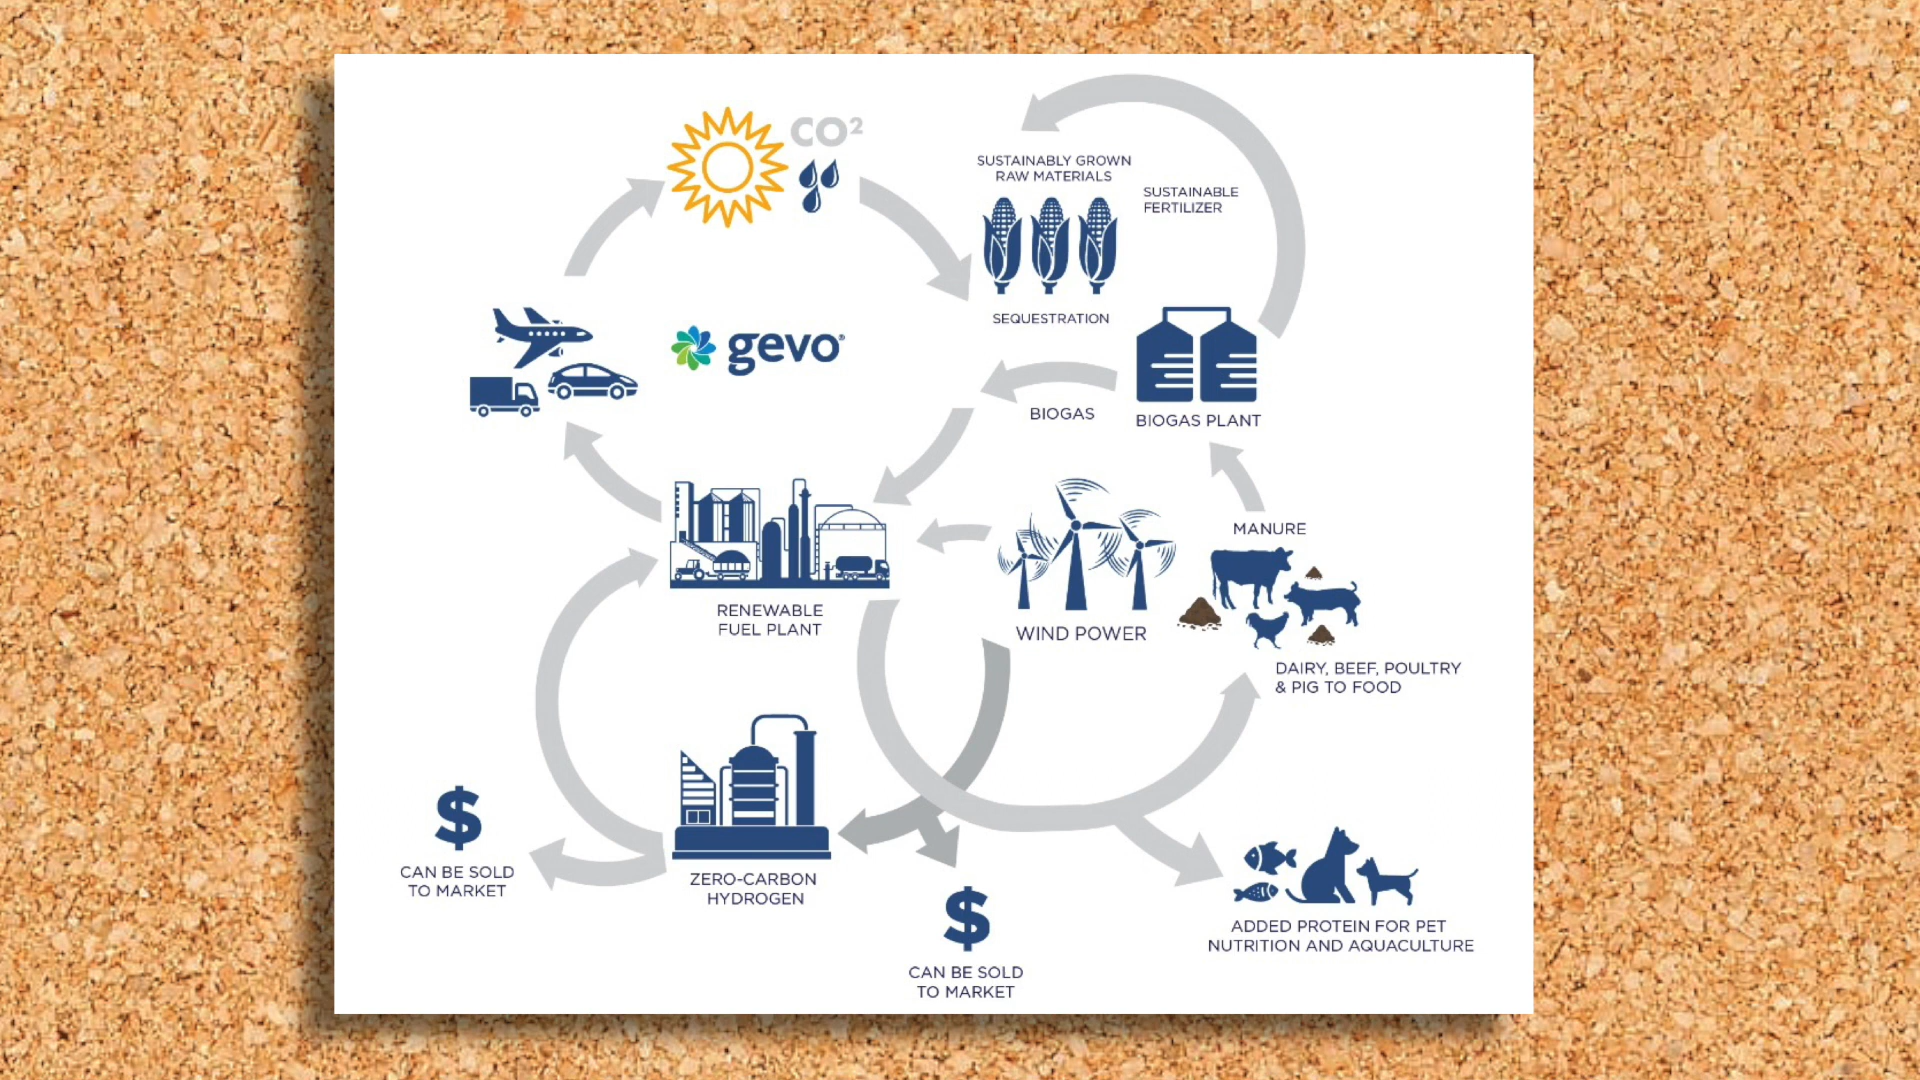 CO²
SUSTAINABLY GROWN
RAW MATERIALS
SUSTAINABLE
FERTILIZER
SEQUESTRATION
gevo®
BIOGAS
BIOGAS PLANT
MANURE
RENEWABLE
FUEL PLANT
WIND POWER
DAIRY, BEEF, POULTRY
& PIG TO FOOD
$
CAN BE SOLD
TO MARKET
ZERO-CARBON
HYDROGEN
$
CAN BE SOLD
TO MARKET
ADDED PROTEIN FOR PET
NUTRITION AND AQUACULTURE